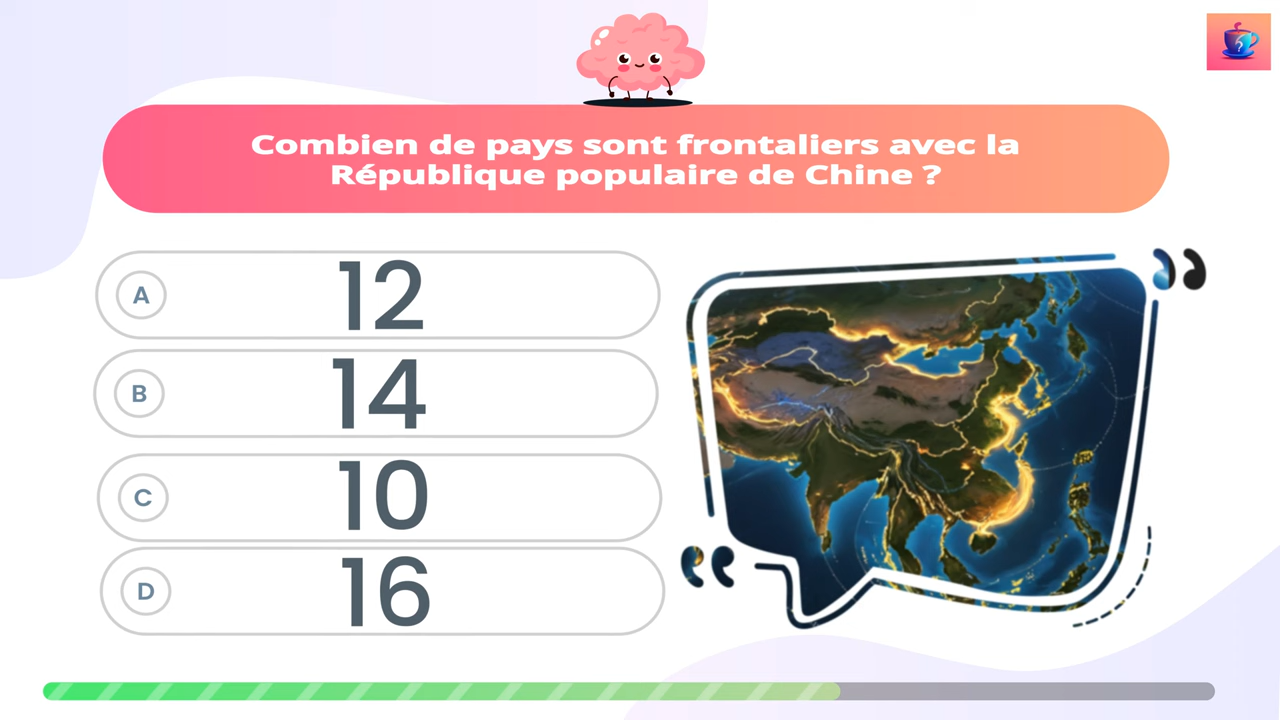 Combien de pays sont frontaliers avec la
République populaire de Chine ?
A 12
B 14
C 10
D 16